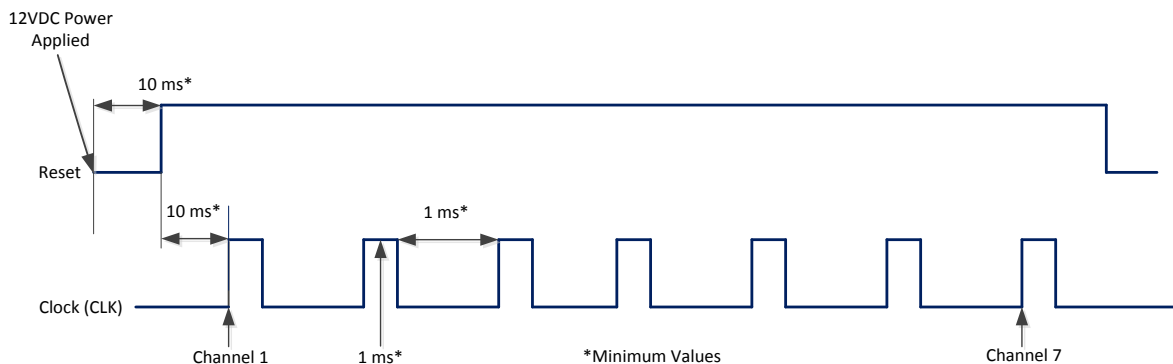 12VDC Power
Applied
10 ms*
Reset
10 ms*
1 ms*
Clock (CLK)
Channel 1
1 ms*
*Minimum Values
Channel 7